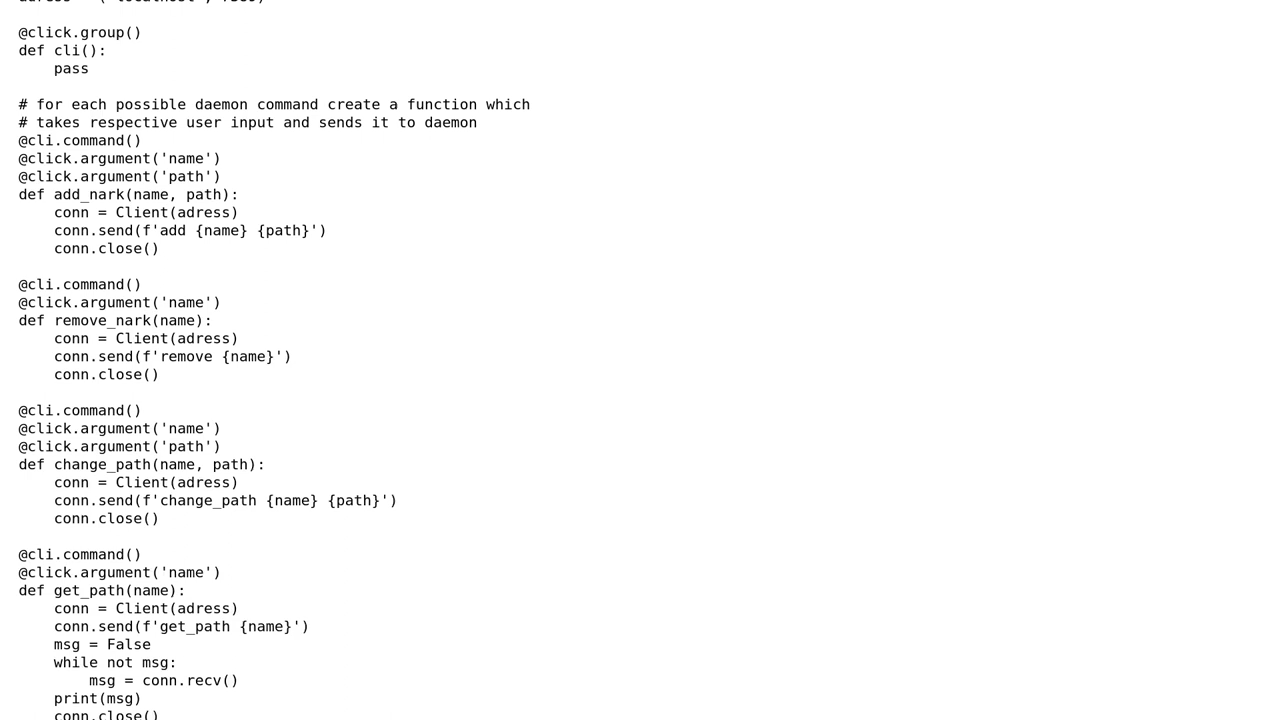 @click.group()
def cli():
    pass

# for each possible daemon command create a function which
# takes respective user input and sends it to daemon
@cli.command()
@click.argument('name')
@click.argument('path')
def add_nark(name, path):
    conn = Client(adress)
    conn.send(f'add {name} {path}')
    conn.close()

@cli.command()
@click.argument('name')
def remove_nark(name):
    conn = Client(adress)
    conn.send(f'remove {name}')
    conn.close()

@cli.command()
@click.argument('name')
@click.argument('path')
def change_path(name, path):
    conn = Client(adress)
    conn.send(f'change_path {name} {path}')
    conn.close()

@cli.command()
@click.argument('name')
def get_path(name):
    conn = Client(adress)
    conn.send(f'get_path {name}')
    msg = False
    while not msg:
        msg = conn.recv()
    print(msg)
    conn.close()